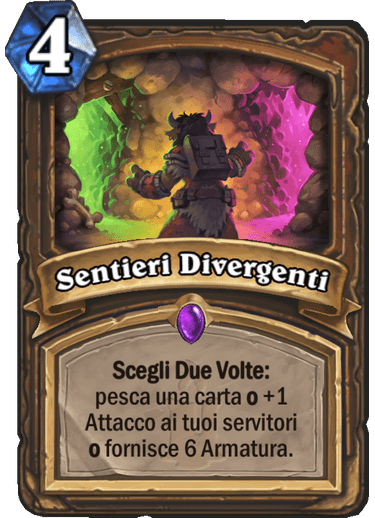 4
Sentieri Divergenti
Scegli Due Volte:
pesca una carta o +1
Attacco ai tuoi servitori
o fornisce 6 Armatura.